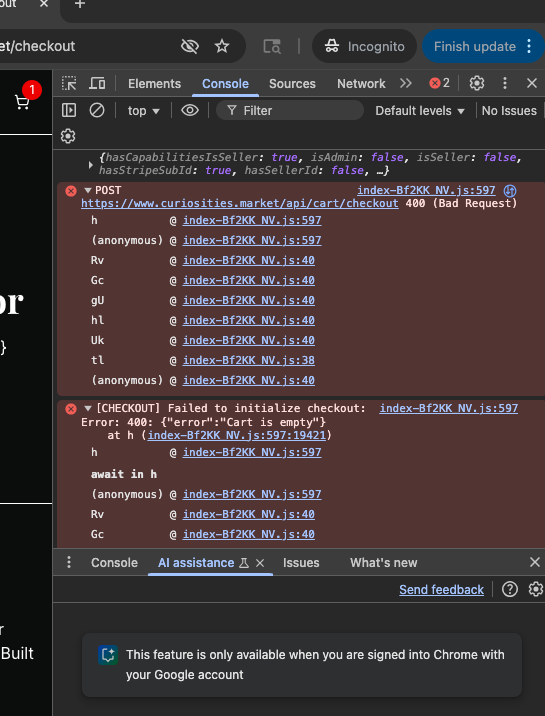 out
et/checkout
Incognito
Finish update
Elements
Console
Sources
Network
2
top
Filter
Default levels
No Issues
1
{hasCapabilitiesIsSeller: true, isAdmin: false, isSeller: false,
hasStripeSubId: true, hasSellerId: false, …}
POST index-Bf2KK_NV.js:597
https://www.curiosities.market/api/cart/checkout 400 (Bad Request)
h @ index-Bf2KK_NV.js:597
(anonymous) @ index-Bf2KK_NV.js:597
Rv @ index-Bf2KK_NV.js:40
Gc @ index-Bf2KK_NV.js:40
gU @ index-Bf2KK_NV.js:40
hl @ index-Bf2KK_NV.js:40
Uk @ index-Bf2KK_NV.js:40
tl @ index-Bf2KK_NV.js:38
(anonymous) @ index-Bf2KK_NV.js:40
or
}
[CHECKOUT] Failed to initialize checkout: index-Bf2KK_NV.js:597
Error: 400: {"error":"Cart is empty"}
at h (index-Bf2KK_NV.js:597:19421)
h @ index-Bf2KK_NV.js:597
await in h
(anonymous) @ index-Bf2KK_NV.js:597
Rv @ index-Bf2KK_NV.js:40
Gc @ index-Bf2KK_NV.js:40
Console
AI assistance
Issues
What's new
Send feedback
r
Built
This feature is only available when you are signed into Chrome with
your Google account